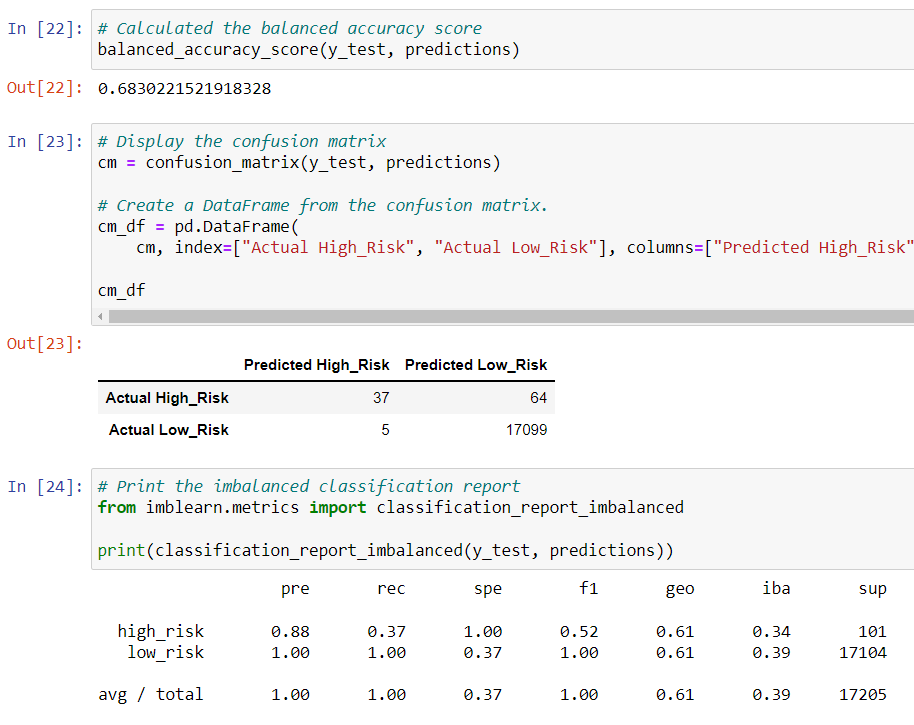 In [22]: # Calculated the balanced accuracy score
balanced_accuracy_score(y_test, predictions)
Out[22]: 0.6830221521918328
In [23]: # Display the confusion matrix
cm = confusion_matrix(y_test, predictions)
# Create a DataFrame from the confusion matrix.
cm_df = pd.DataFrame(
    cm, index=["Actual High_Risk", "Actual Low_Risk"], columns=["Predicted High_Risk"
cm_df
Out[23]:
Predicted High_Risk Predicted Low_Risk
Actual High_Risk 37 64
Actual Low_Risk 5 17099
In [24]: # Print the imbalanced classification report
from imblearn.metrics import classification_report_imbalanced
print(classification_report_imbalanced(y_test, predictions))
pre rec spe f1 geo iba sup
high_risk 0.88 0.37 1.00 0.52 0.61 0.34 101
low_risk 1.00 1.00 0.37 1.00 0.61 0.39 17104
avg / total 1.00 1.00 0.37 1.00 0.61 0.39 17205